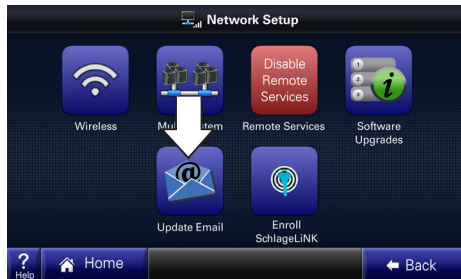 Network Setup
Disable
Remote
Services
Wireless
Remote Services
Software
Upgrades
@
Update Email
Enroll
SchlageLiNK
?
Help
Home
Back